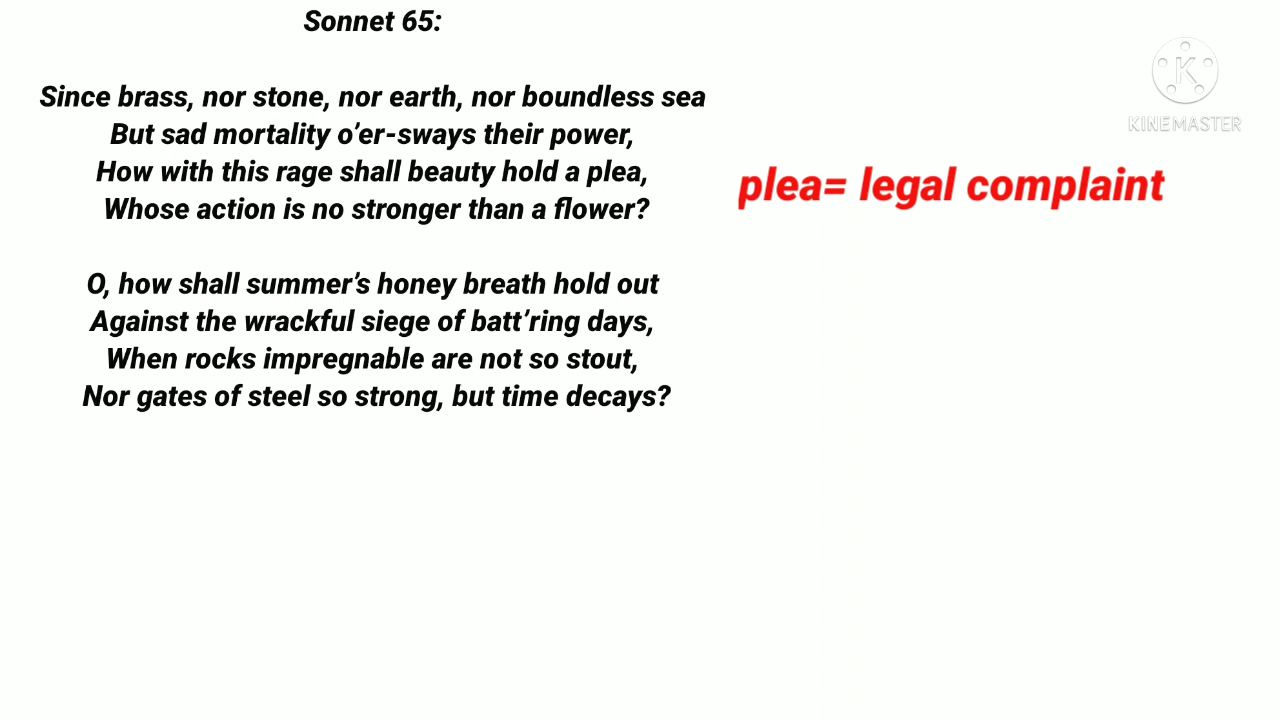 Sonnet 65:
Since brass, nor stone, nor earth, nor boundless sea
But sad mortality o’er-sways their power,
How with this rage shall beauty hold a plea,
Whose action is no stronger than a flower?
O, how shall summer’s honey breath hold out
Against the wrackful siege of batt’ring days,
When rocks impregnable are not so stout,
Nor gates of steel so strong, but time decays?
plea= legal complaint
K
KINEMASTER